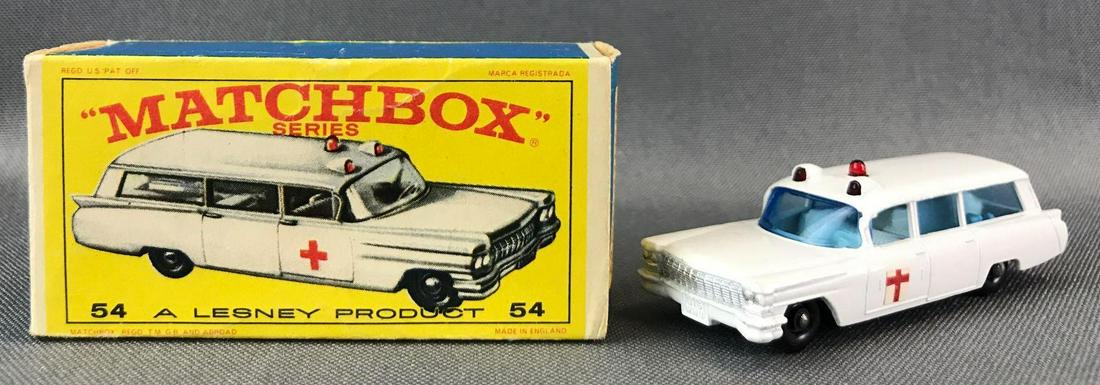 REGD U.S PAT OFF
MARCA REGISTRADA
"MATCHBOX"®
SERIES
54 A LESNEY PRODUCT 54
MATCHBOX REGD T.M. G.B. AND ABROAD
MADE IN ENGLAND